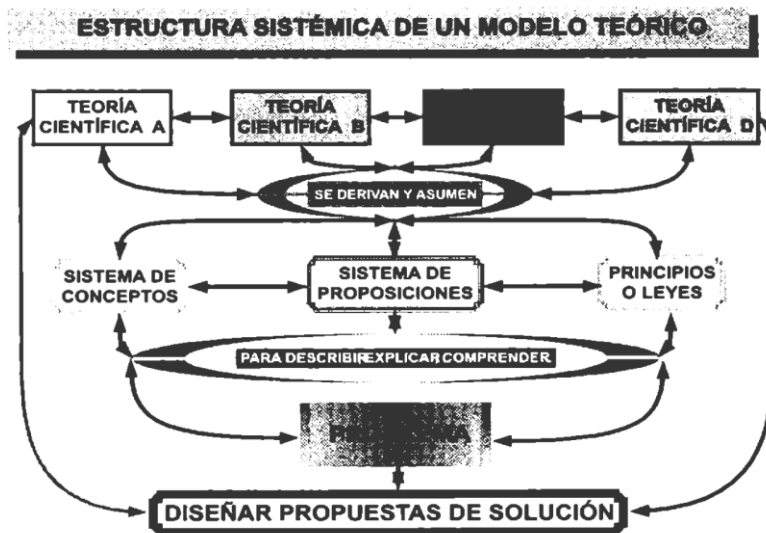 ESTRUCTURA SISTÉMICA DE UN MODELO TEÓRICO
TEORÍA
CIENTÍFICA A
TEORÍA
CIENTÍFICA B
TEORÍA
CIENTÍFICA D
SE DERIVAN Y ASUMEN
SISTEMA DE
CONCEPTOS
SISTEMA DE
PROPOSICIONES
PRINCIPIOS
O LEYES
PARA DESCRIBIR EXPLICAR COMPRENDER
DISEÑAR PROPUESTAS DE SOLUCIÓN